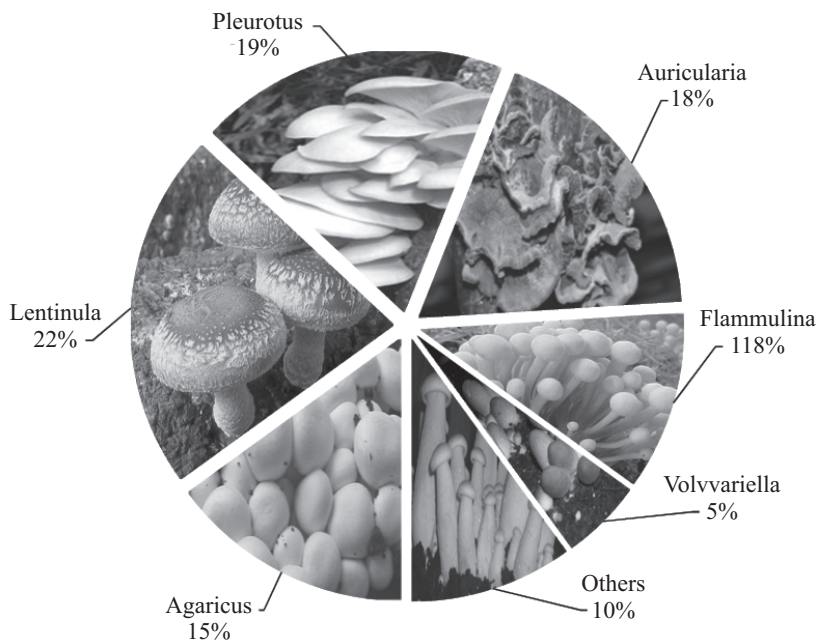 Pleurotus
19%
Auricularia
18%
Lentinula
22%
Flammulina
118%
Volvvariella
5%
Others
10%
Agaricus
15%